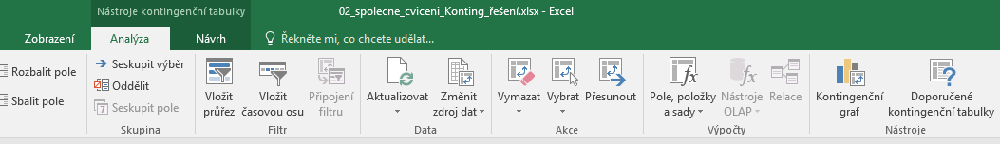 Nástroje kontingenční tabulky
02_spolecne_cviceni_Konting_řešení.xlsx - Excel
Zobrazení
Analýza
Návrh
Řekněte mi, co chcete udělat...
Rozbalit pole
Sbalit pole
Seskupit výběr
Oddělit
7 Seskupit pole
Skupina
Vložit
průřez
Vložit
časovou osu
Připojení
filtru
Filtr
Aktualizovat
Změnit
zdroj dat
Data
Vymazat
Vybrat
Přesunout
Akce
fx
Pole, položky
a sady
Nástroje
OLAP
Relace
Výpočty
Kontingenční
graf
?
Doporučené
kontingenční tabulky
Nástroje